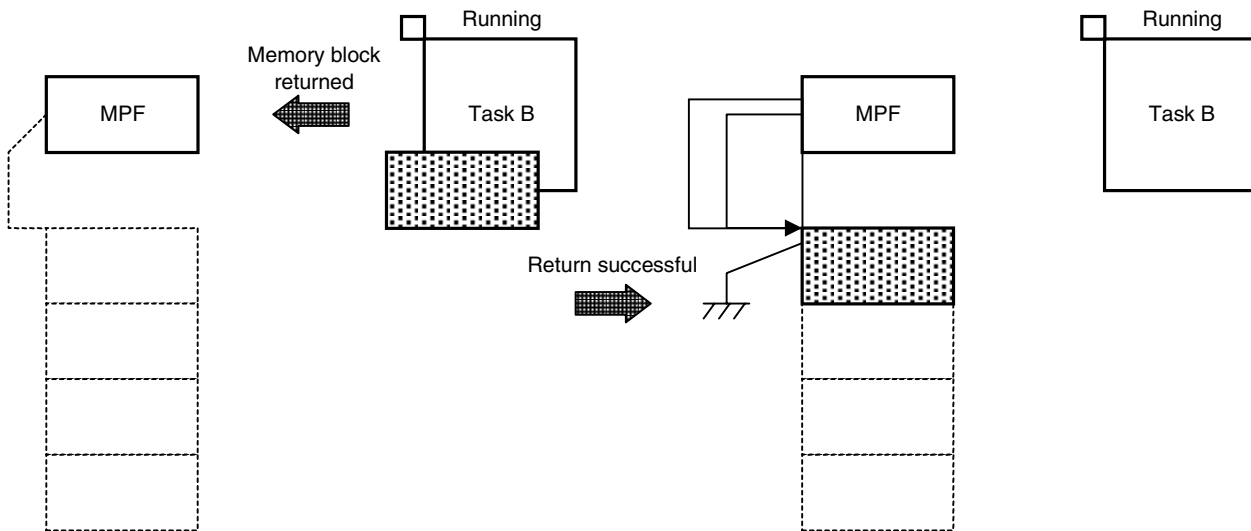 Running
Memory block
returned
MPF
Task B
Return successful
MPF
Running
Task B